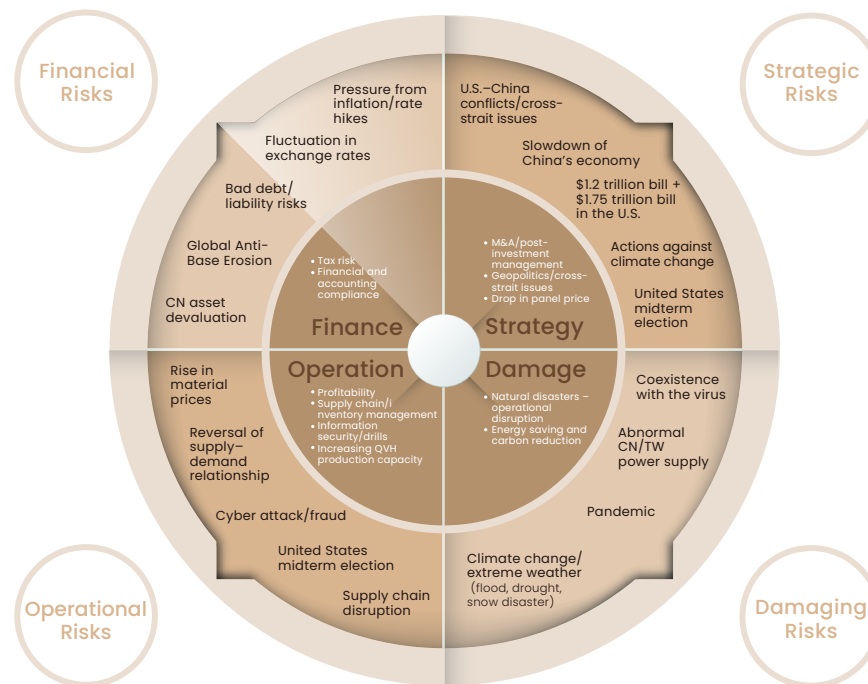 Financial
Risks
Strategic
Risks
Pressure from
inflation/rate
hikes
Fluctuation in
exchange rates
Bad debt/
liability risks
Global Anti-
Base Erosion
CN asset
devaluation
U.S.–China
conflicts/cross-
strait issues
Slowdown of
China's economy
$1.2 trillion bill +
$1.75 trillion bill
in the U.S.
Actions against
climate change
United States
midterm
election
• Tax risk
• Financial and
accounting
compliance
Finance
• M&A/post-
investment
management
• Geopolitics/cross-
strait issues
• Drop in panel price
Strategy
Operation
• Profitability
• Supply chain/i
nventory management
• Information
security/drills
• Increasing QVH
production capacity
Damage
• Natural disasters –
operational
disruption
• Energy saving and
carbon reduction
Rise in
material
prices
Reversal of
supply–
demand
relationship
Cyber attack/fraud
United States
midterm election
Supply chain
disruption
Coexistence
with the virus
Abnormal
CN/TW
power supply
Pandemic
Climate change/
extreme weather
(flood, drought,
snow disaster)
Operational
Risks
Damaging
Risks